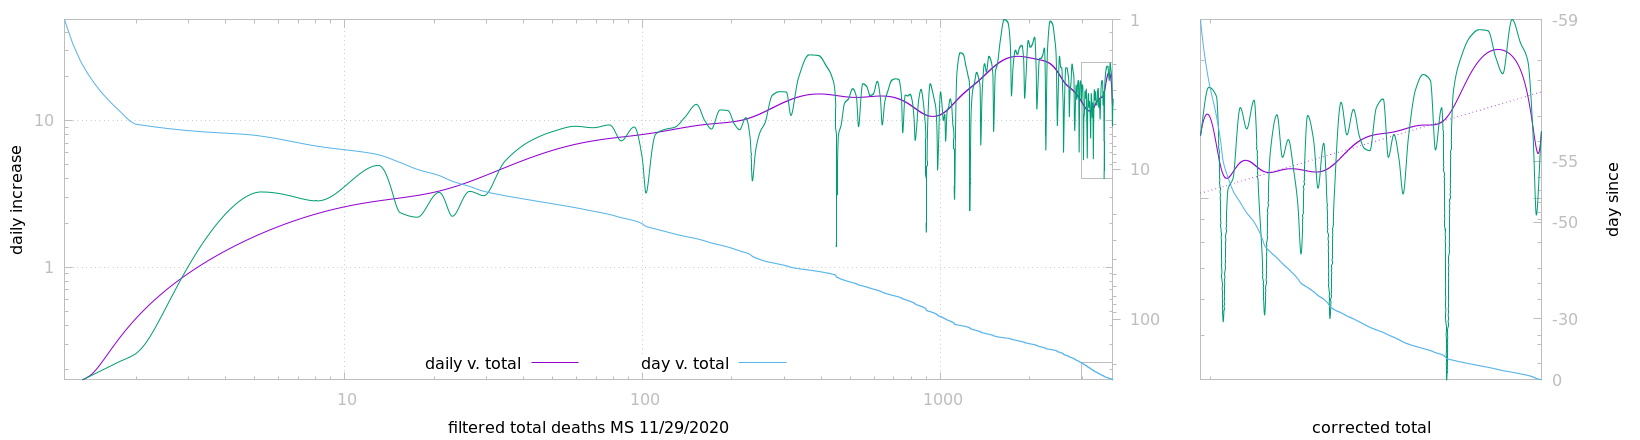 daily increase
10
1
daily v. total
day v. total
10
100
1000
filtered total deaths MS 11/29/2020
1
10
100
-59
-55
-50
-30
0
day since
corrected total